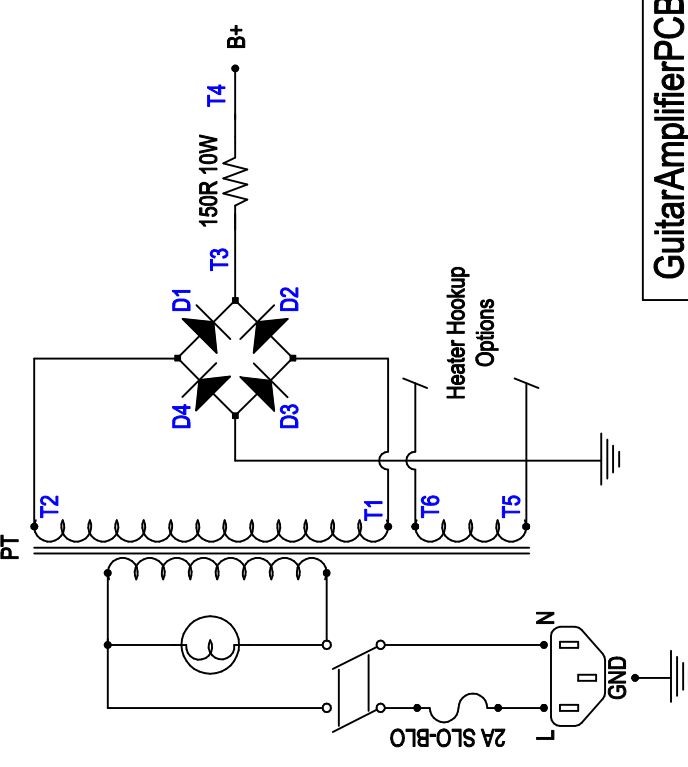 PT
T2
T1
T6
T5
D4
D1
D3
D2
T3
150R 10W
T4
B+
Heater Hookup
Options
2A SLO-BLO
L
N
GND
GuitarAmplifierPCB